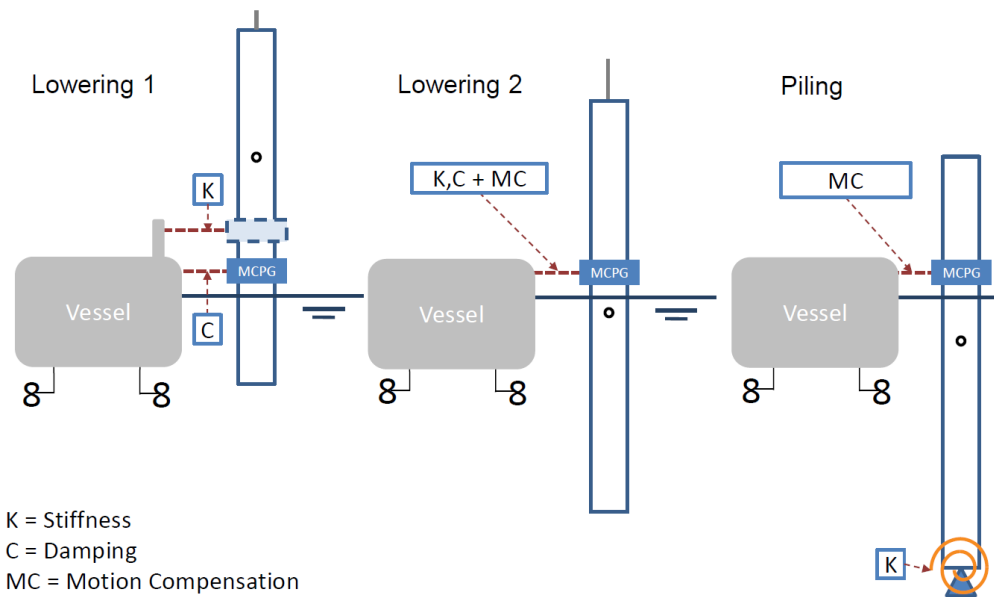 Lowering 1
Lowering 2
Piling
K
K,C + MC
MC
MCPG
MCPG
MCPG
Vessel
Vessel
Vessel
C
8
8
8
8
8
8
K = Stiffness
C = Damping
MC = Motion Compensation
K